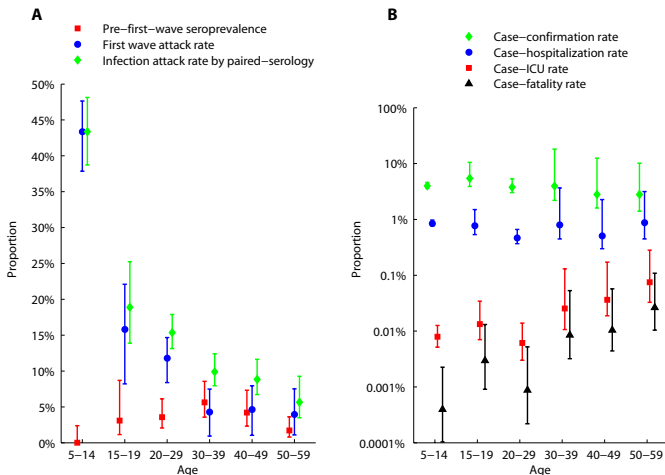 A
Pre−first−wave seroprevalence
First wave attack rate
Infection attack rate by paired−serology
50%
45%
40%
35%
30%
25%
20%
15%
10%
5%
0%
Proportion
5−14 15−19 20−29 30−39 40−49 50−59
Age
B
Case−confirmation rate
Case−hospitalization rate
Case−ICU rate
Case−fatality rate
100%
10%
1%
0.1%
0.01%
0.001%
0.0001%
Proportion
5−14 15−19 20−29 30−39 40−49 50−59
Age